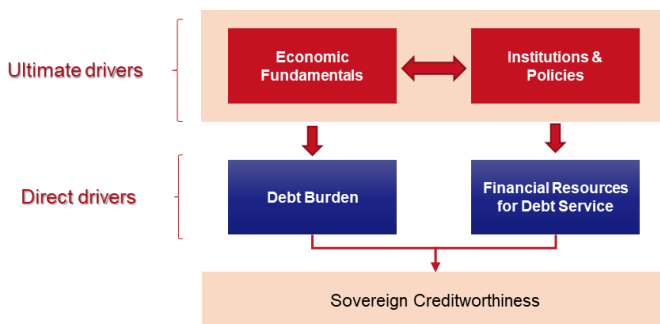 Ultimate drivers
Economic
Fundamentals
Institutions &
Policies
Direct drivers
Debt Burden
Financial Resources
for Debt Service
Sovereign Creditworthiness